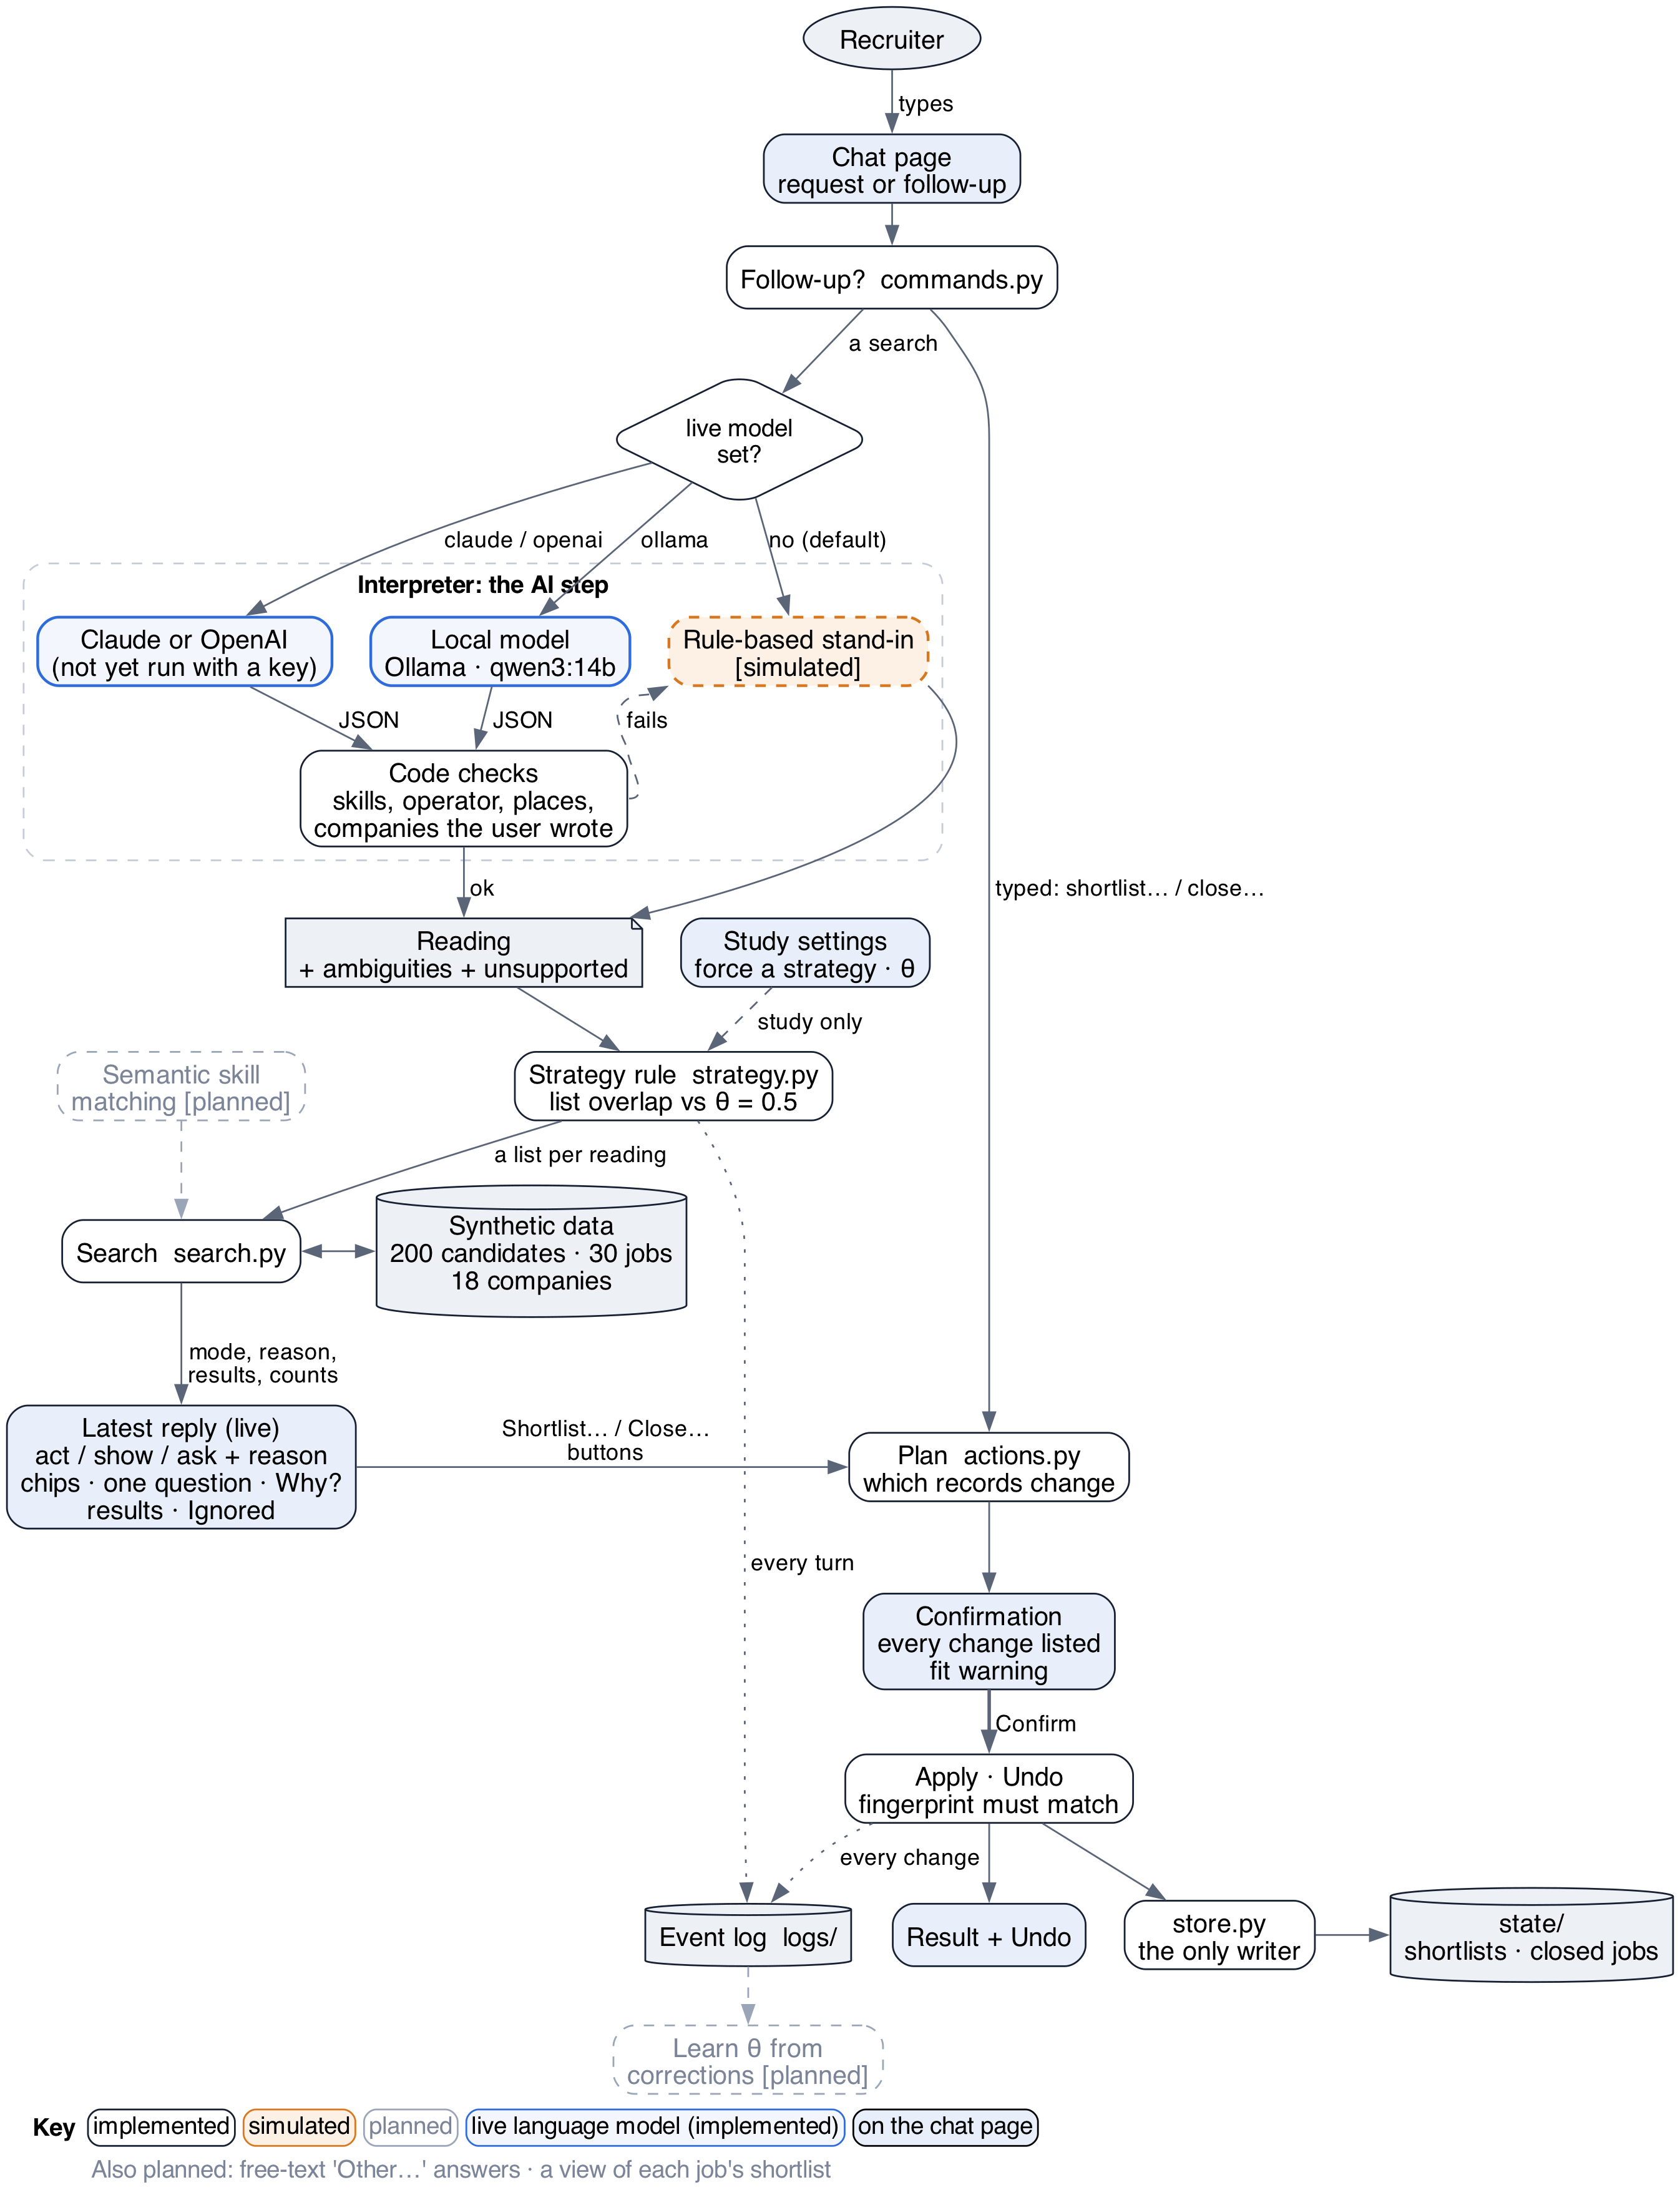 Recruiter
types
Chat page
request or follow-up
Follow-up?  commands.py
a search
live model
set?
claude / openai
ollama
no (default)
Interpreter: the AI step
Claude or OpenAI
(not yet run with a key)
Local model
Ollama · qwen3:14b
Rule-based stand-in
[simulated]
JSON
JSON
fails
Code checks
skills, operator, places,
companies the user wrote
ok
typed: shortlist… / close…
Reading
+ ambiguities + unsupported
Study settings
force a strategy · θ
study only
Semantic skill
matching [planned]
Strategy rule  strategy.py
list overlap vs θ = 0.5
a list per reading
Search  search.py
Synthetic data
200 candidates · 30 jobs
18 companies
mode, reason,
results, counts
Latest reply (live)
act / show / ask + reason
chips · one question · Why?
results · Ignored
Shortlist… / Close…
buttons
Plan  actions.py
which records change
every turn
Confirmation
every change listed
fit warning
Confirm
Apply · Undo
fingerprint must match
every change
Event log  logs/
Result + Undo
store.py
the only writer
state/
shortlists · closed jobs
Learn θ from
corrections [planned]
Key
implemented
simulated
planned
live language model (implemented)
on the chat page
Also planned: free-text 'Other…' answers · a view of each job's shortlist